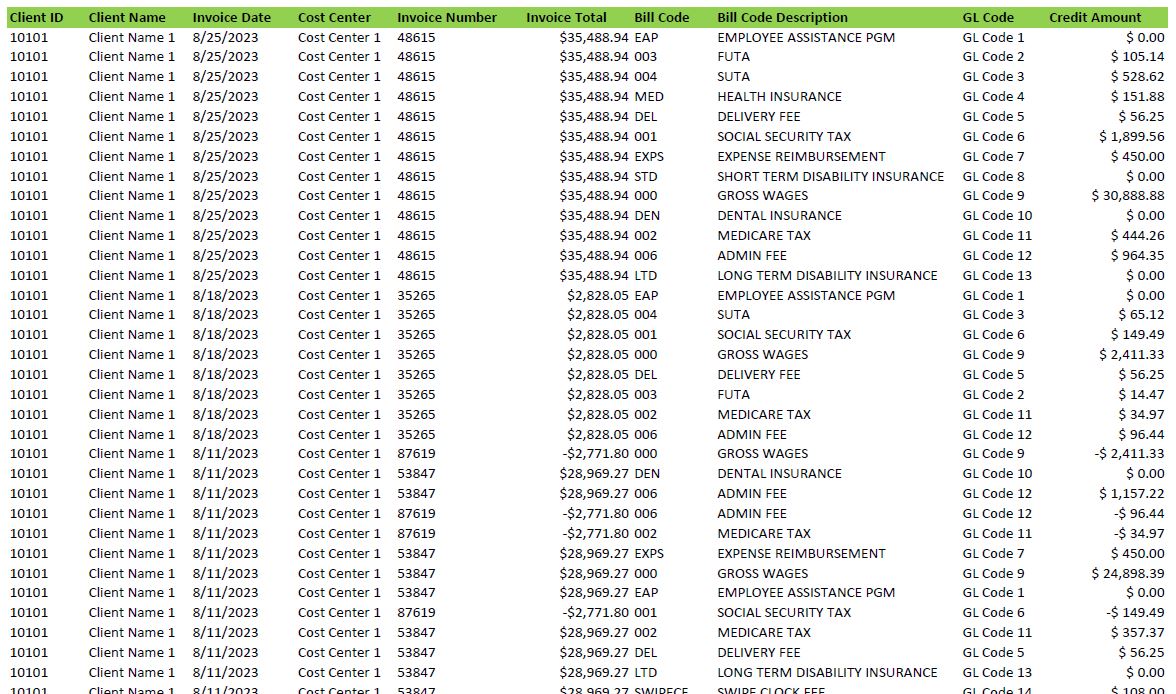 Client ID Client Name Invoice Date Cost Center Invoice Number Invoice Total Bill Code Bill Code Description GL Code Credit Amount
10101 Client Name 1 8/25/2023 Cost Center 1 48615 $35,488.94 EAP EMPLOYEE ASSISTANCE PGM GL Code 1 $ 0.00
10101 Client Name 1 8/25/2023 Cost Center 1 48615 $35,488.94 003 FUTA GL Code 2 $ 105.14
10101 Client Name 1 8/25/2023 Cost Center 1 48615 $35,488.94 004 SUTA GL Code 3 $ 528.62
10101 Client Name 1 8/25/2023 Cost Center 1 48615 $35,488.94 MED HEALTH INSURANCE GL Code 4 $ 151.88
10101 Client Name 1 8/25/2023 Cost Center 1 48615 $35,488.94 DEL DELIVERY FEE GL Code 5 $ 56.25
10101 Client Name 1 8/25/2023 Cost Center 1 48615 $35,488.94 001 SOCIAL SECURITY TAX GL Code 6 $ 1,899.56
10101 Client Name 1 8/25/2023 Cost Center 1 48615 $35,488.94 EXPS EXPENSE REIMBURSEMENT GL Code 7 $ 450.00
10101 Client Name 1 8/25/2023 Cost Center 1 48615 $35,488.94 STD SHORT TERM DISABILITY INSURANCE GL Code 8 $ 0.00
10101 Client Name 1 8/25/2023 Cost Center 1 48615 $35,488.94 000 GROSS WAGES GL Code 9 $ 30,888.88
10101 Client Name 1 8/25/2023 Cost Center 1 48615 $35,488.94 DEN DENTAL INSURANCE GL Code 10 $ 0.00
10101 Client Name 1 8/25/2023 Cost Center 1 48615 $35,488.94 002 MEDICARE TAX GL Code 11 $ 444.26
10101 Client Name 1 8/25/2023 Cost Center 1 48615 $35,488.94 006 ADMIN FEE GL Code 12 $ 964.35
10101 Client Name 1 8/25/2023 Cost Center 1 48615 $35,488.94 LTD LONG TERM DISABILITY INSURANCE GL Code 13 $ 0.00
10101 Client Name 1 8/18/2023 Cost Center 1 35265 $2,828.05 EAP EMPLOYEE ASSISTANCE PGM GL Code 1 $ 0.00
10101 Client Name 1 8/18/2023 Cost Center 1 35265 $2,828.05 004 SUTA GL Code 3 $ 65.12
10101 Client Name 1 8/18/2023 Cost Center 1 35265 $2,828.05 001 SOCIAL SECURITY TAX GL Code 6 $ 149.49
10101 Client Name 1 8/18/2023 Cost Center 1 35265 $2,828.05 000 GROSS WAGES GL Code 9 $ 2,411.33
10101 Client Name 1 8/18/2023 Cost Center 1 35265 $2,828.05 DEL DELIVERY FEE GL Code 5 $ 56.25
10101 Client Name 1 8/18/2023 Cost Center 1 35265 $2,828.05 003 FUTA GL Code 2 $ 14.47
10101 Client Name 1 8/18/2023 Cost Center 1 35265 $2,828.05 002 MEDICARE TAX GL Code 11 $ 34.97
10101 Client Name 1 8/18/2023 Cost Center 1 35265 $2,828.05 006 ADMIN FEE GL Code 12 $ 96.44
10101 Client Name 1 8/11/2023 Cost Center 1 87619 -$2,771.80 000 GROSS WAGES GL Code 9 -$ 2,411.33
10101 Client Name 1 8/11/2023 Cost Center 1 53847 $28,969.27 DEN DENTAL INSURANCE GL Code 10 $ 0.00
10101 Client Name 1 8/11/2023 Cost Center 1 53847 $28,969.27 006 ADMIN FEE GL Code 12 $ 1,157.22
10101 Client Name 1 8/11/2023 Cost Center 1 87619 -$2,771.80 006 ADMIN FEE GL Code 12 -$ 96.44
10101 Client Name 1 8/11/2023 Cost Center 1 87619 -$2,771.80 002 MEDICARE TAX GL Code 11 -$ 34.97
10101 Client Name 1 8/11/2023 Cost Center 1 53847 $28,969.27 EXPS EXPENSE REIMBURSEMENT GL Code 7 $ 450.00
10101 Client Name 1 8/11/2023 Cost Center 1 53847 $28,969.27 000 GROSS WAGES GL Code 9 $ 24,898.39
10101 Client Name 1 8/11/2023 Cost Center 1 53847 $28,969.27 EAP EMPLOYEE ASSISTANCE PGM GL Code 1 $ 0.00
10101 Client Name 1 8/11/2023 Cost Center 1 87619 -$2,771.80 001 SOCIAL SECURITY TAX GL Code 6 -$ 149.49
10101 Client Name 1 8/11/2023 Cost Center 1 53847 $28,969.27 002 MEDICARE TAX GL Code 11 $ 357.37
10101 Client Name 1 8/11/2023 Cost Center 1 53847 $28,969.27 DEL DELIVERY FEE GL Code 5 $ 56.25
10101 Client Name 1 8/11/2023 Cost Center 1 53847 $28,969.27 LTD LONG TERM DISABILITY INSURANCE GL Code 13 $ 0.00
10101 Client Name 1 8/11/2023 Cost Center 1 53847 $28,969.27 SWIPE CLOCK FEE GL Code 14 $ 108.00